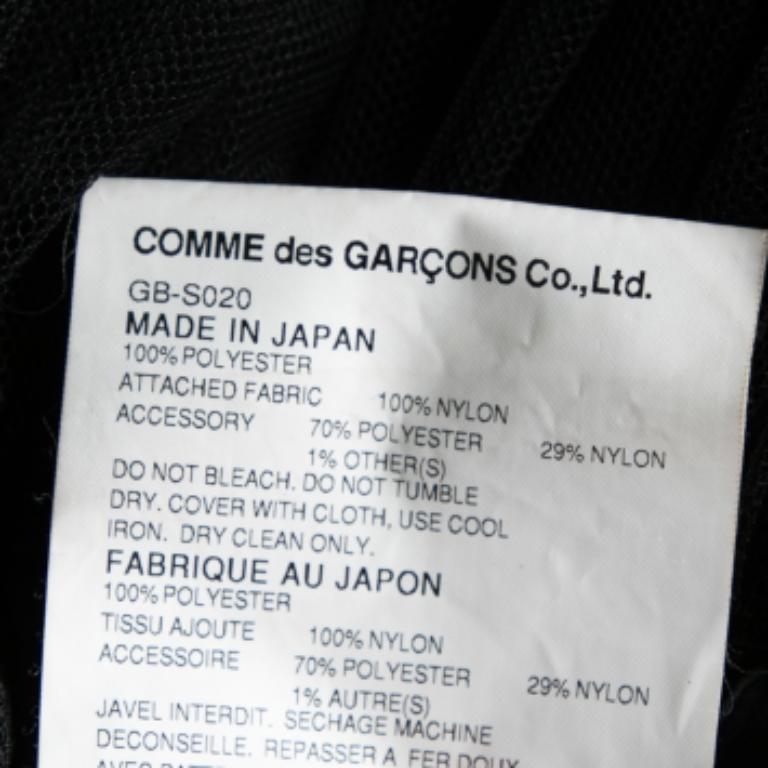 COMME des GARÇONS Co.,Ltd.
GB-S020
MADE IN JAPAN
100% POLYESTER
ATTACHED FABRIC 100% NYLON
ACCESSORY 70% POLYESTER 29% NYLON
1% OTHER(S)
DO NOT BLEACH. DO NOT TUMBLE
DRY. COVER WITH CLOTH, USE COOL
IRON. DRY CLEAN ONLY.
FABRIQUE AU JAPON
100% POLYESTER
TISSU AJOUTE 100% NYLON
ACCESSOIRE 70% POLYESTER 29% NYLON
1% AUTRE(S)
JAVEL INTERDIT. SECHAGE MACHINE
DECONSEILLE. REPASSER A FER DOUX
AVEC